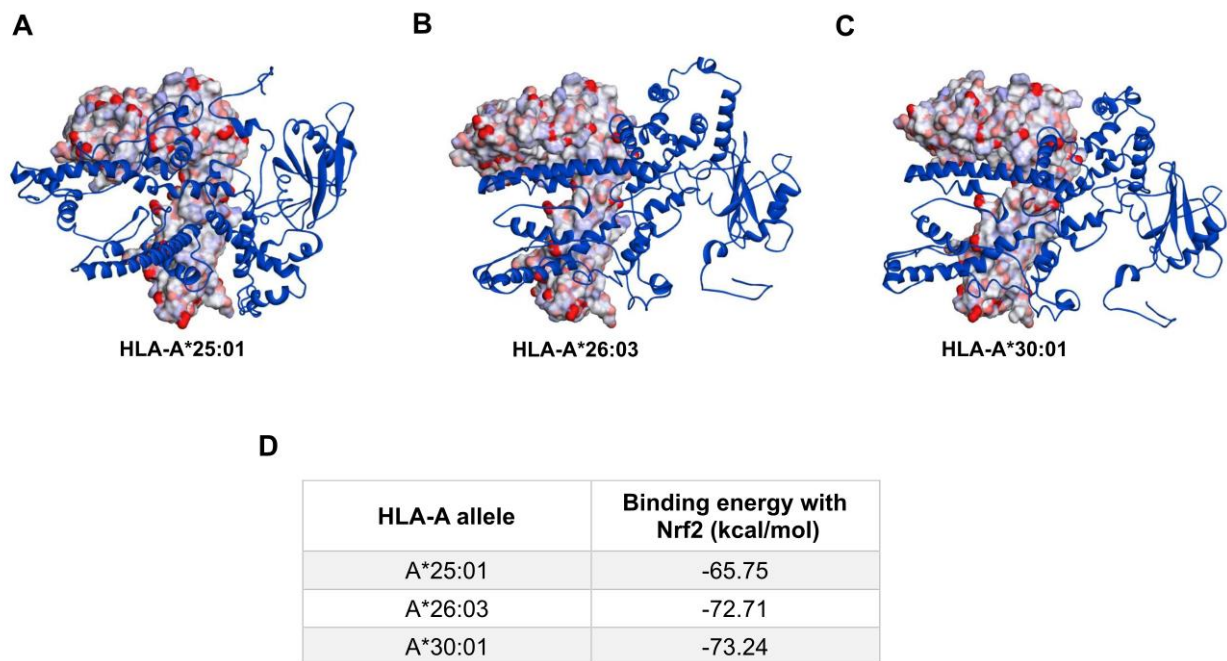 A
B
C
HLA-A*25:01
HLA-A*26:03
HLA-A*30:01
D
HLA-A allele
Binding energy with
Nrf2 (kcal/mol)
A*25:01
-65.75
A*26:03
-72.71
A*30:01
-73.24